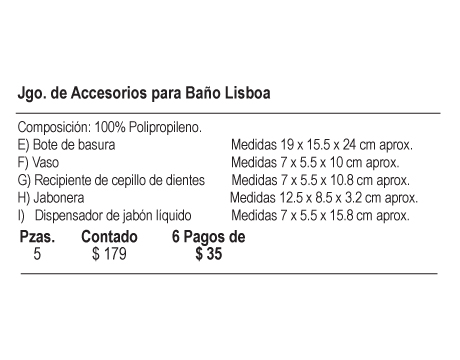 Jgo. de Accesorios para Baño Lisboa
Composición: 100% Polipropileno.
E) Bote de basura Medidas 19 x 15.5 x 24 cm aprox.
F) Vaso Medidas 7 x 5.5 x 10 cm aprox.
G) Recipiente de cepillo de dientes Medidas 7 x 5.5 x 10.8 cm aprox.
H) Jabonera Medidas 12.5 x 8.5 x 3.2 cm aprox.
I) Dispensador de jabón líquido Medidas 7 x 5.5 x 15.8 cm aprox.
Pzas. Contado 6 Pagos de
5 $ 179 $ 35